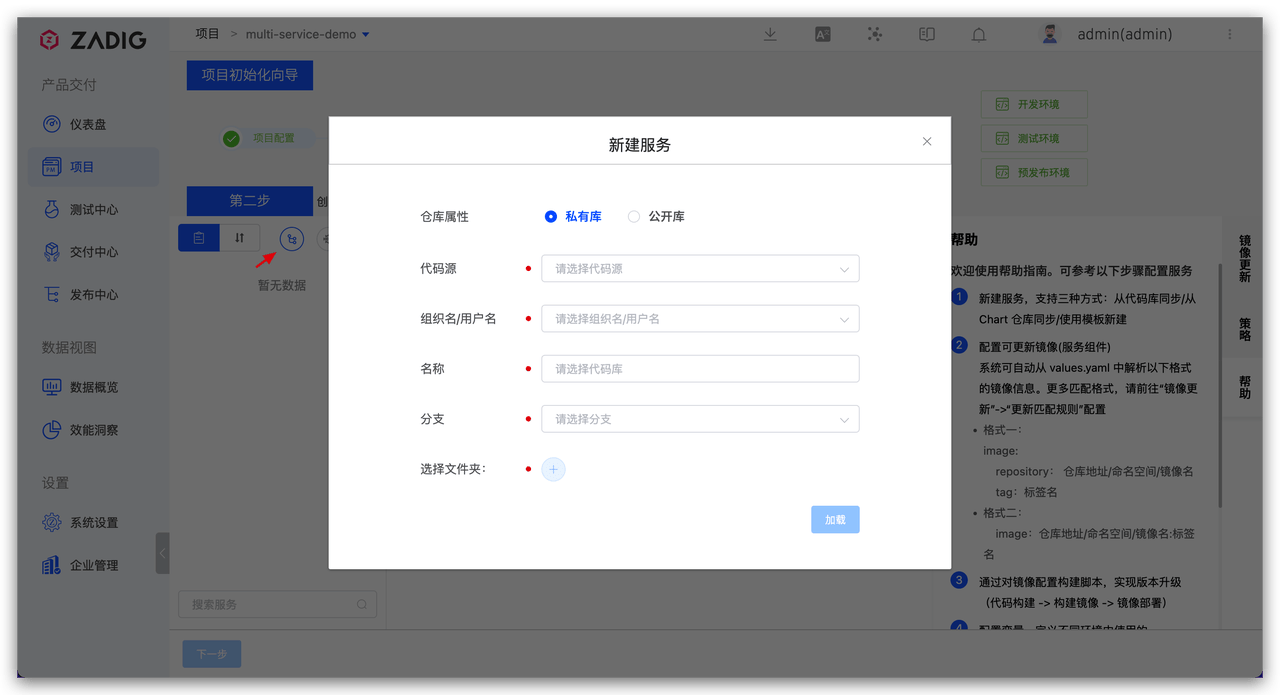 ZADIG
项目 > multi-service-demo
admin(admin)
产品交付
仪表盘
项目
测试中心
交付中心
发布中心
数据视图
数据概览
效能洞察
设置
系统设置
企业管理
项目初始化向导
项目配置
开发环境
测试环境
预发布环境
第二步
创
暂无数据
搜索服务
下一步
新建服务
仓库属性
私有库
公开库
代码源
请选择代码源
组织名/用户名
请选择组织名/用户名
名称
请选择代码库
分支
请选择分支
选择文件夹：
加载
帮助
欢迎使用帮助指南。可参考以下步骤配置服务
1 新建服务，支持三种方式：从代码库同步/从
Chart 仓库同步/使用模板新建
2 配置可更新镜像(服务组件)
系统可自动从 values.yaml 中解析以下格式
的镜像信息。更多匹配格式，请前往“镜像更
新”->“更新匹配规则”配置
• 格式一：
image:
repository： 仓库地址/命名空间/镜像名
tag：标签名
• 格式二：
image：仓库地址/命名空间/镜像名:标签
名
3 通过对镜像配置构建脚本，实现版本升级
（代码构建 -> 构建镜像 -> 镜像部署）
镜像更新
策略
帮助